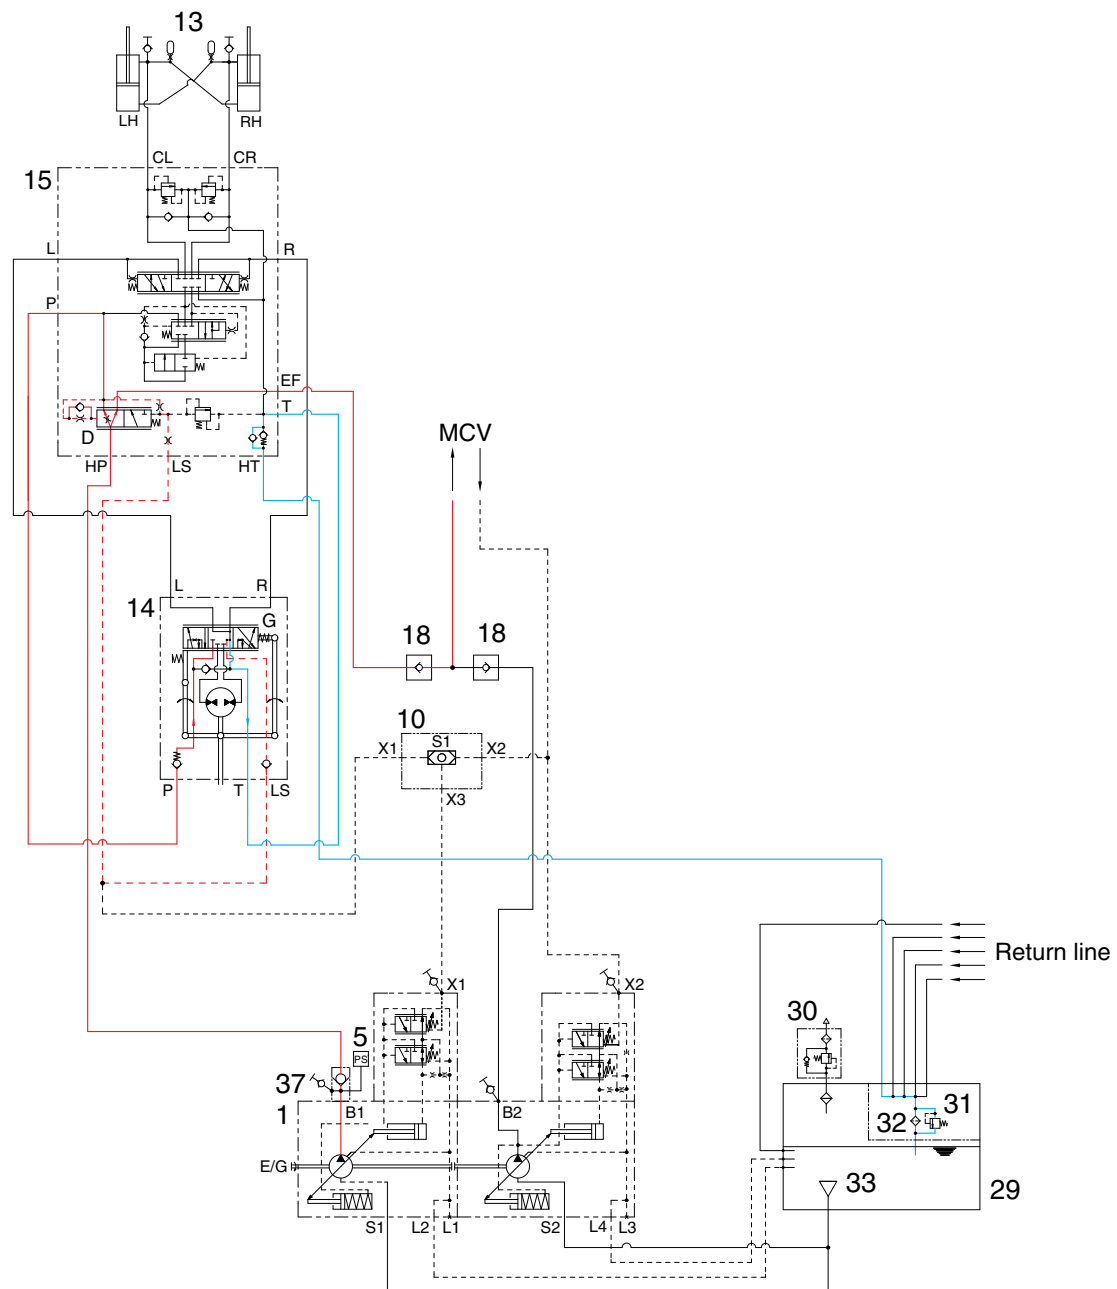 13
LH
RH
CL
CR
15
L
R
P
EF
T
D
HP
LS
HT
MCV
L
R
14
G
18
18
10
X1
S1
X2
P
T
LS
X3
Return line
X1
X2
30
5
PS
37
1
B1
B2
31
32
E/G
33
29
S1
L2
L1
S2
L4
L3